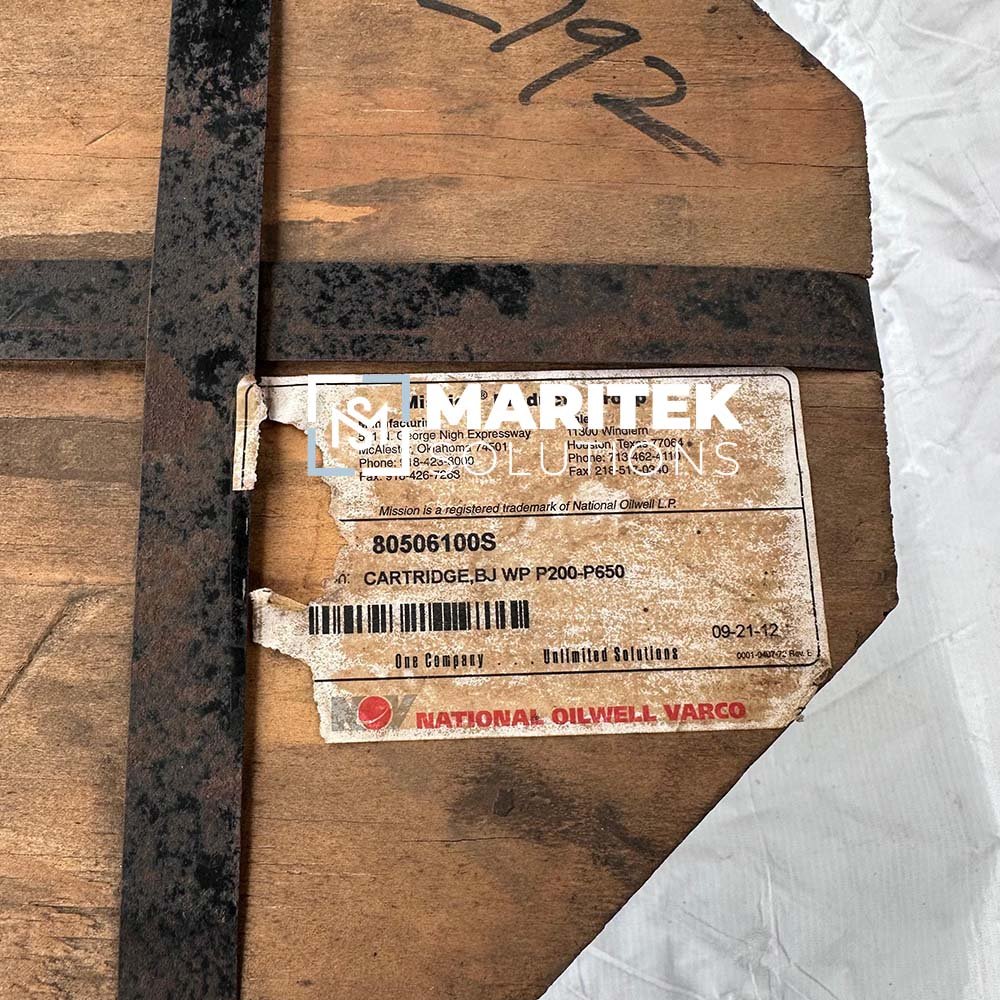 792
MARITEK
SOLUTIONS
McAlester, Oklahoma 74501
Houston, Texas 77064
George Nigh Expressway
11300 Windfern
Phone: 713-462-4110
Mission is a registered trademark of National Oilwell L.P.
80506100S
CARTRIDGE,BJ WP P200-P650
09-21-12
One Company . . . Unlimited Solutions
NOV NATIONAL OILWELL VARCO